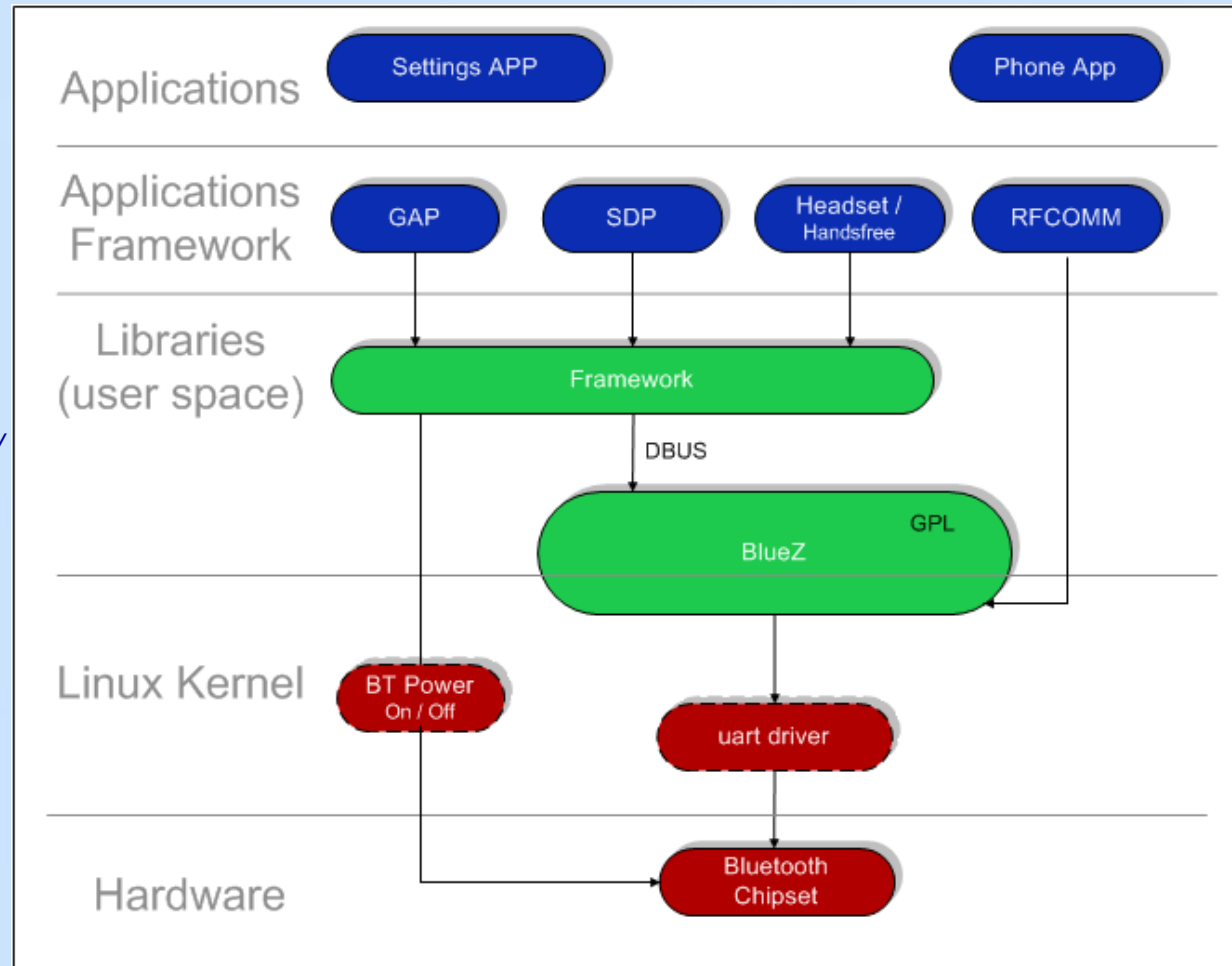 Applications
Settings APP
Phone App
Applications
Framework
GAP
SDP
Headset /
Handsfree
RFCOMM
Libraries
(user space)
Framework
/
DBUS
GPL
BlueZ
Linux Kernel
BT Power
On / Off
uart driver
Hardware
Bluetooth
Chipset